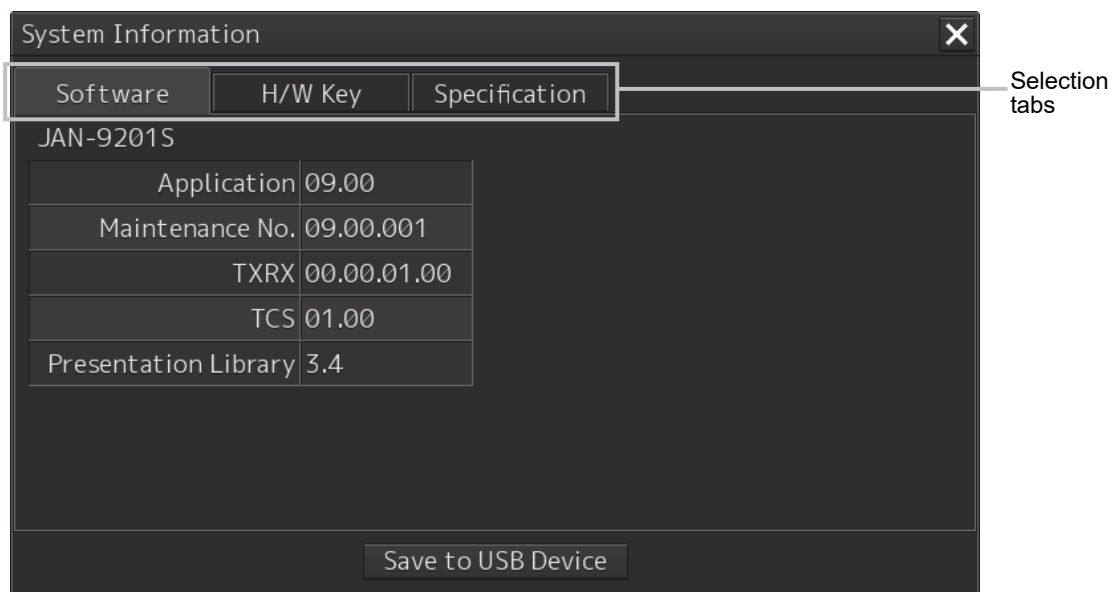 System Information
Software H/W Key Specification
Selection
tabs
JAN-9201S
Application 09.00
Maintenance No. 09.00.001
TXRX 00.00.01.00
TCS 01.00
Presentation Library 3.4
Save to USB Device